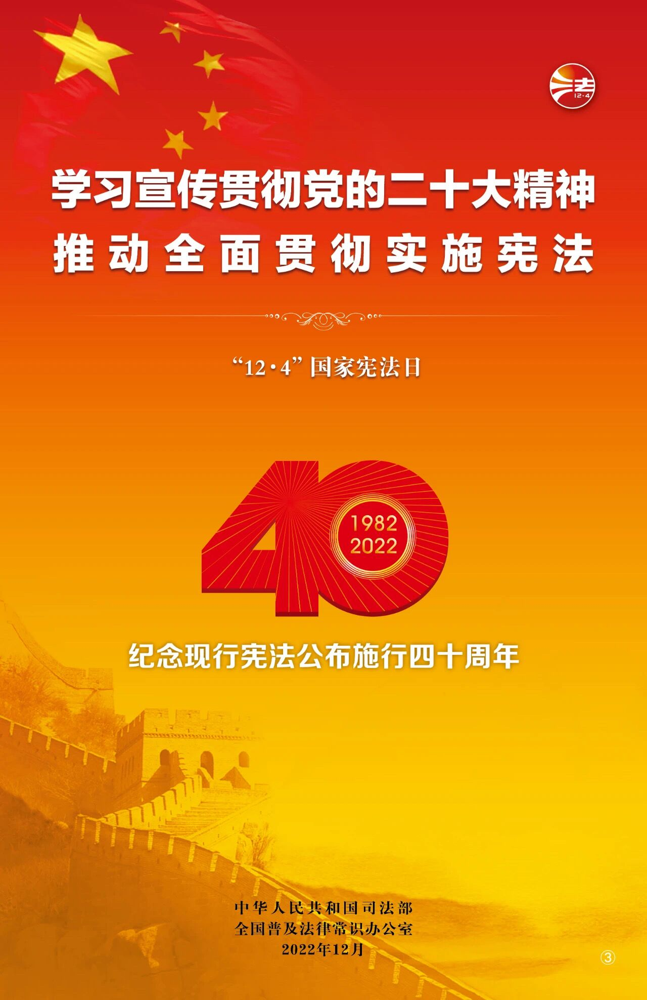 法
12·4
学习宣传贯彻党的二十大精神
推动全面贯彻实施宪法
“12·4”国家宪法日
40
1982
2022
纪念现行宪法公布施行四十周年
中华人民共和国司法部
全国普及法律常识办公室
2022年12月
③